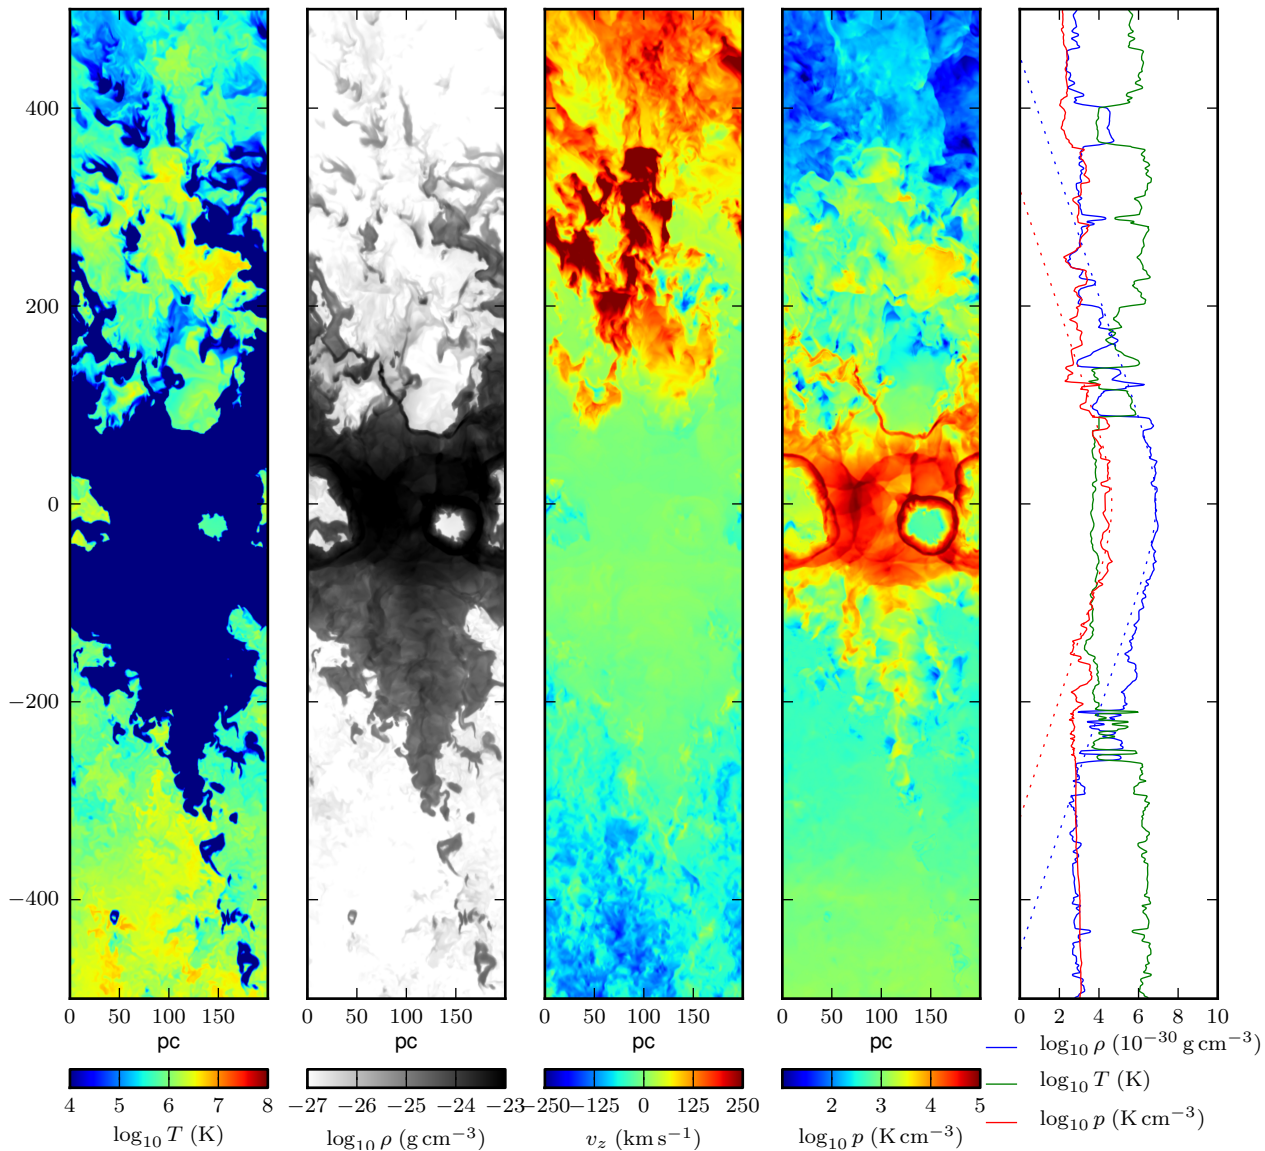 400
200
0
−200
−400
0 50 100 150
0 50 100 150
0 50 100 150
0 50 100 150
0 2 4 6 8 10
pc
pc
pc
pc
4 5 6 7 8
log₁₀ T (K)
−27 −26 −25 −24 −23
log₁₀ ρ (g cm⁻³)
−250 −125 0 125 250
v_z (km s⁻¹)
2 3 4 5
log₁₀ p (K cm⁻³)
log₁₀ ρ (10⁻³⁰ g cm⁻³)
log₁₀ T (K)
log₁₀ p (K cm⁻³)